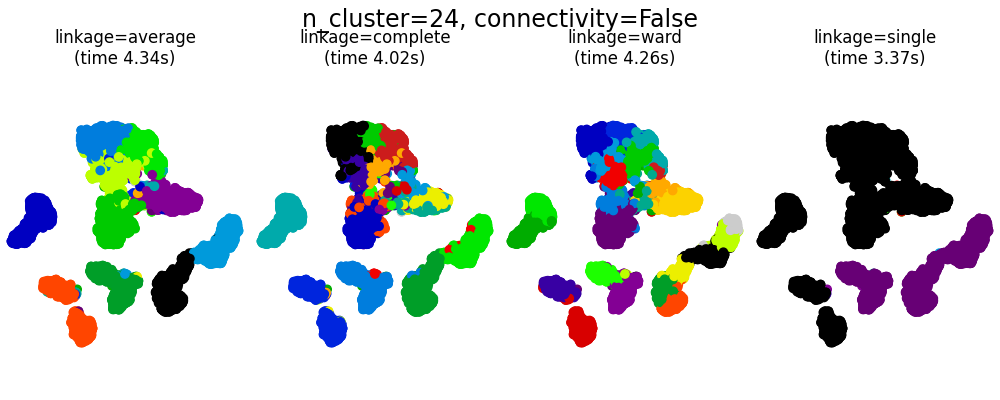 n_cluster=24, connectivity=False
linkage=average
(time 4.34s)
linkage=complete
(time 4.02s)
linkage=ward
(time 4.26s)
linkage=single
(time 3.37s)